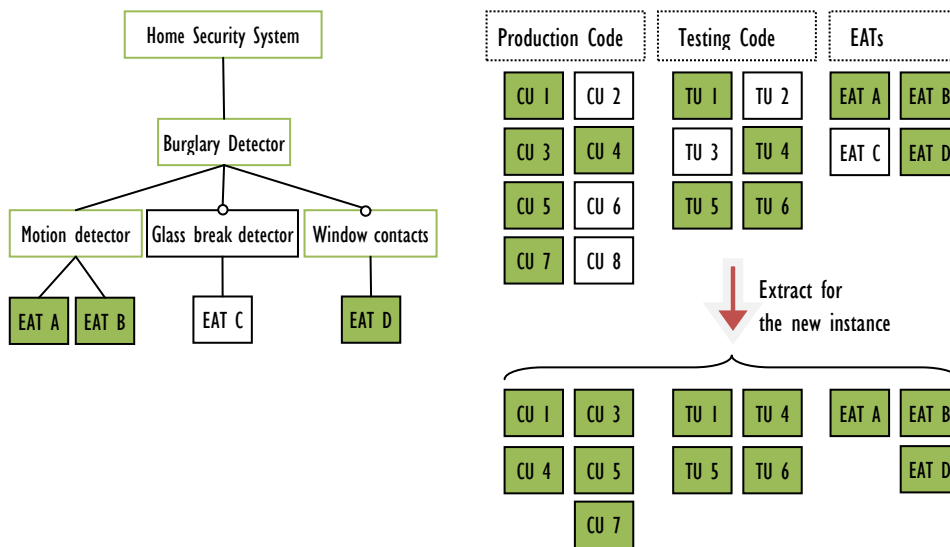 Home Security System
Burglary Detector
Motion detector
Glass break detector
Window contacts
EAT A
EAT B
EAT C
EAT D
Production Code
Testing Code
EATs
CU 1
CU 2
TU 1
TU 2
EAT A
EAT B
CU 3
CU 4
TU 3
TU 4
EAT C
EAT D
CU 5
CU 6
TU 5
TU 6
CU 7
CU 8
Extract for
the new instance
CU 1
CU 3
TU 1
TU 4
EAT A
EAT B
CU 4
CU 5
TU 5
TU 6
EAT D
CU 7